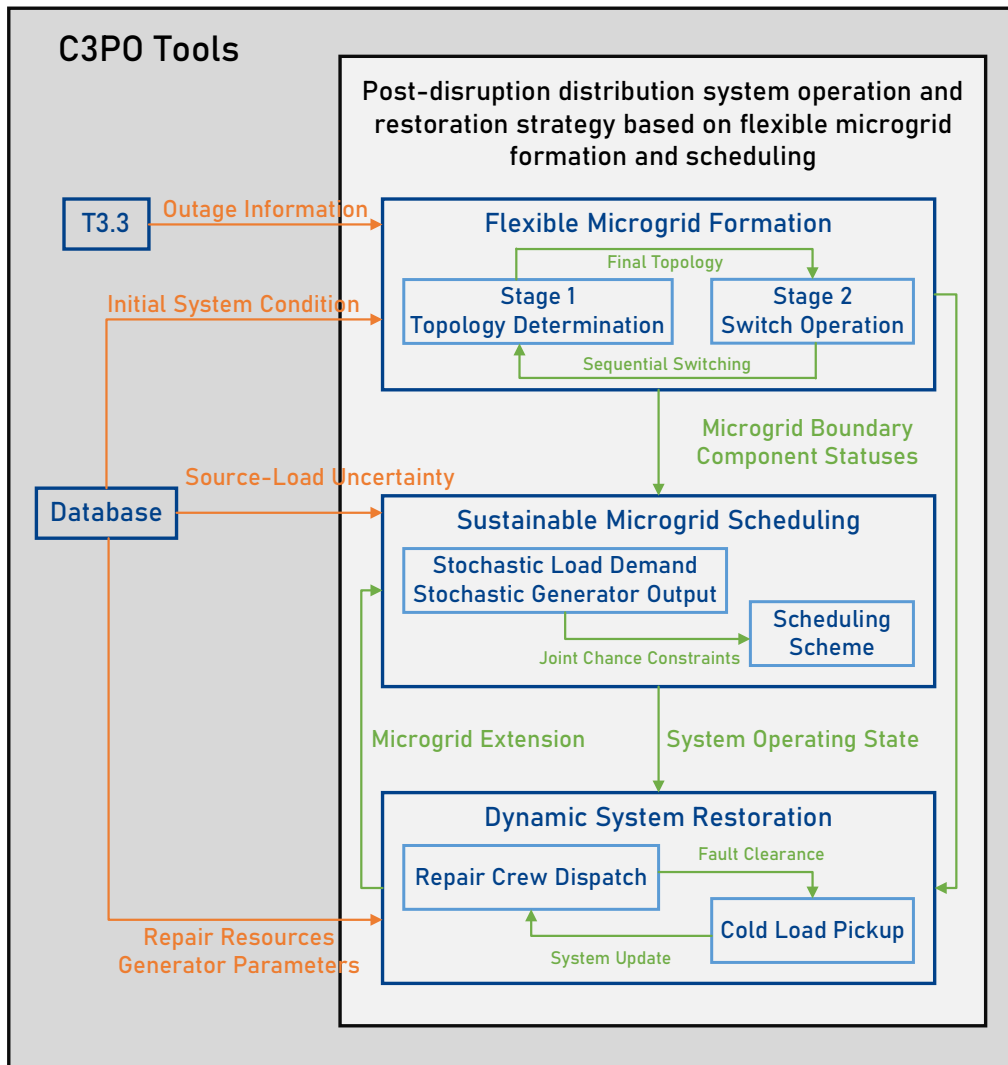 C3PO Tools
Post-disruption distribution system operation and
restoration strategy based on flexible microgrid
formation and scheduling
T3.3
Outage Information
Flexible Microgrid Formation
Final Topology
Initial System Condition
Stage 1
Topology Determination
Stage 2
Switch Operation
Sequential Switching
Microgrid Boundary
Component Statuses
Source-Load Uncertainty
Database
Sustainable Microgrid Scheduling
Stochastic Load Demand
Stochastic Generator Output
Scheduling
Scheme
Joint Chance Constraints
Microgrid Extension
System Operating State
Dynamic System Restoration
Fault Clearance
Repair Crew Dispatch
Cold Load Pickup
System Update
Repair Resources
Generator Parameters